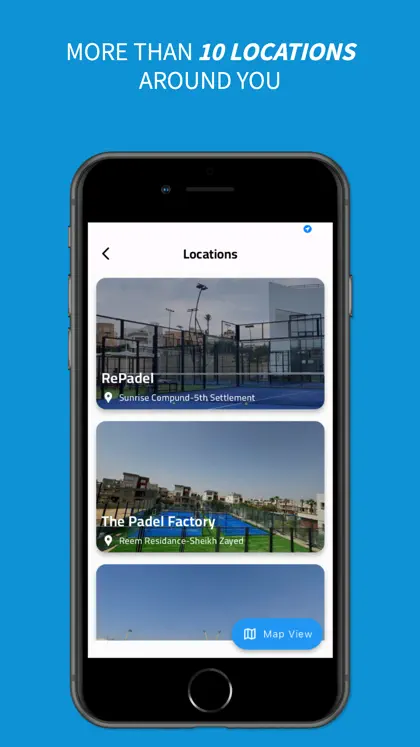 MORE THAN 10 LOCATIONS
AROUND YOU
Locations
RePadel
Sunrise Compund-5th Settlement
The Padel Factory
Reem Residance-Sheikh Zayed
Map View